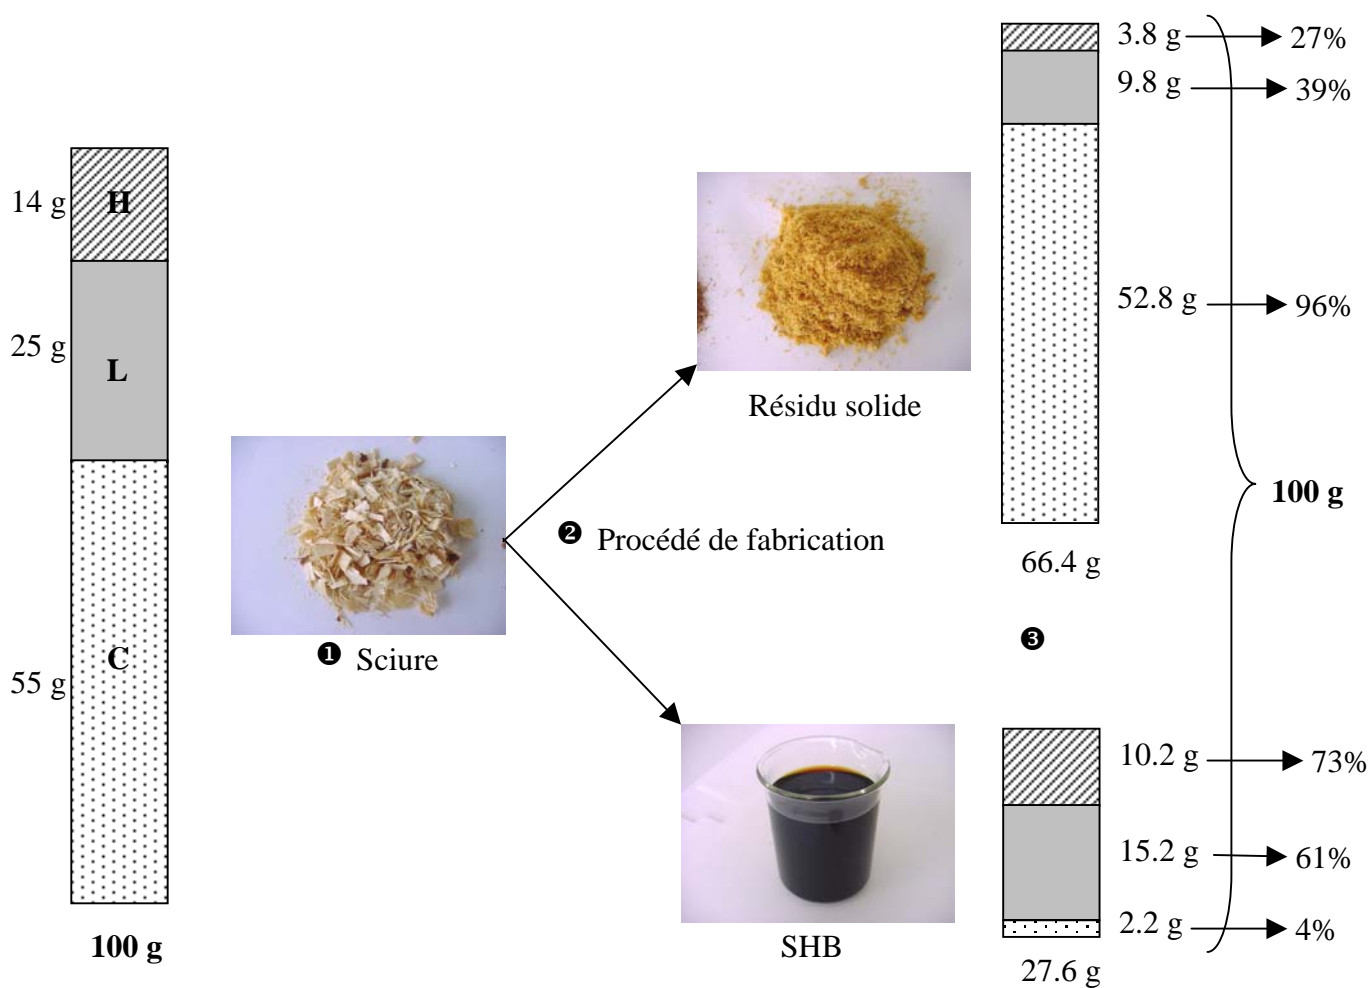 14 g
H
25 g
L
55 g
C
100 g
❶ Sciure
❷ Procédé de fabrication
Résidu solide
SHB
❸
3.8 g
27%
9.8 g
39%
52.8 g
96%
66.4 g
10.2 g
73%
15.2 g
61%
2.2 g
4%
27.6 g
100 g